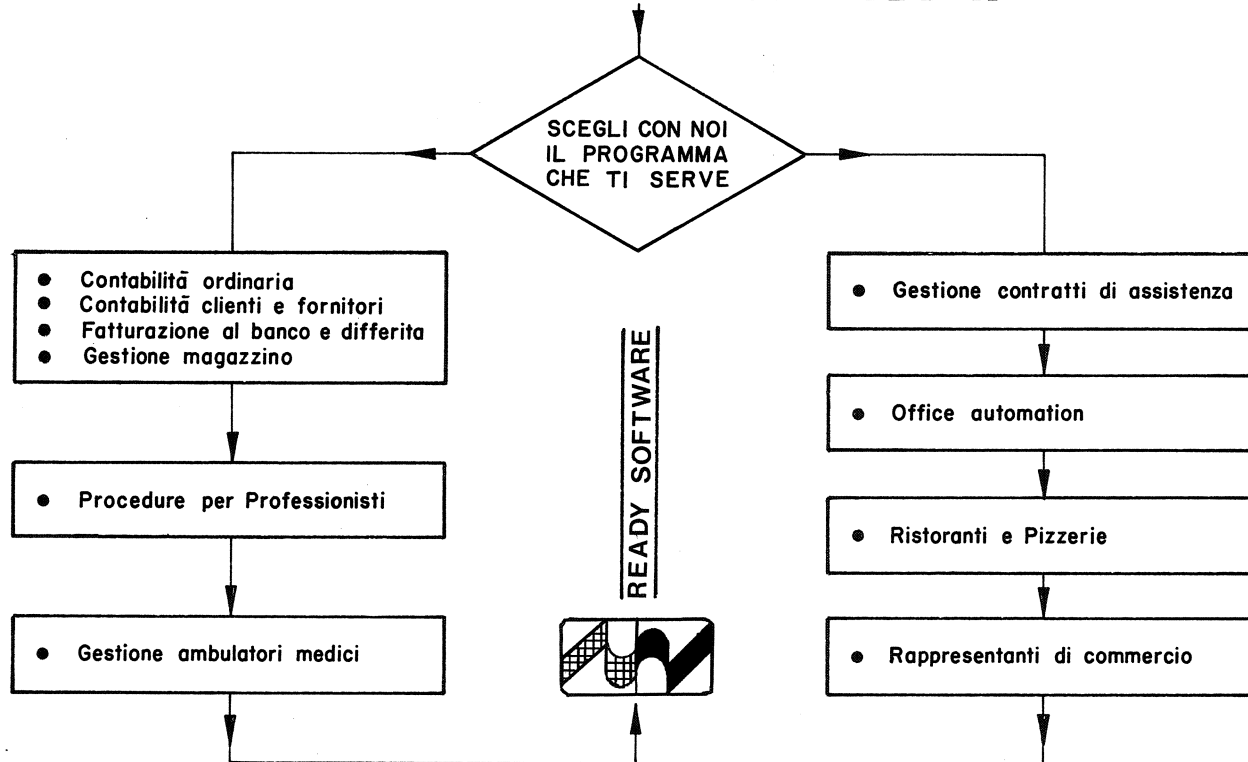 SCEGLI CON NOI
IL PROGRAMMA
CHE TI SERVE
● Contabilitā ordinaria
● Contabilitā clienti e fornitori
● Fatturazione al banco e differita
● Gestione magazzino
● Procedure per Professionisti
● Gestione ambulatori medici
READY SOFTWARE
● Gestione contratti di assistenza
● Office automation
● Ristoranti e Pizzerie
● Rappresentanti di commercio